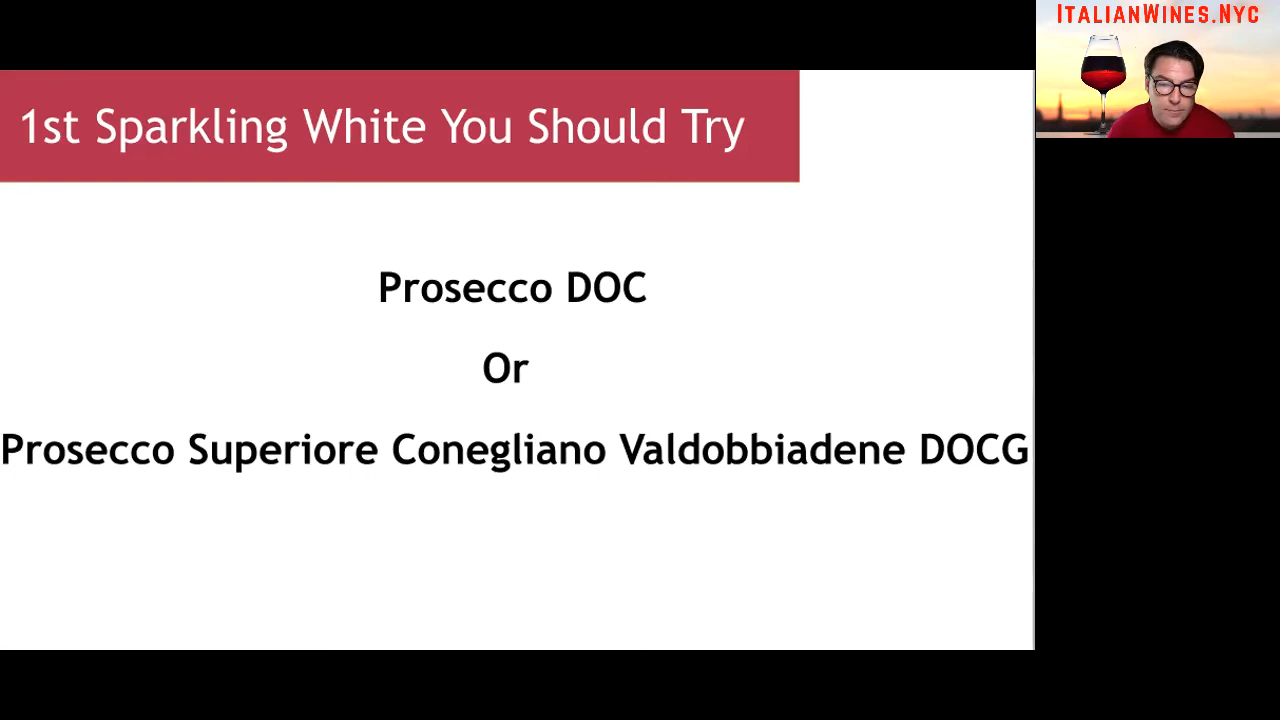 ItalianWines.Nyc
1st Sparkling White You Should Try
Prosecco DOC
Or
Prosecco Superiore Conegliano Valdobbiadene DOCG